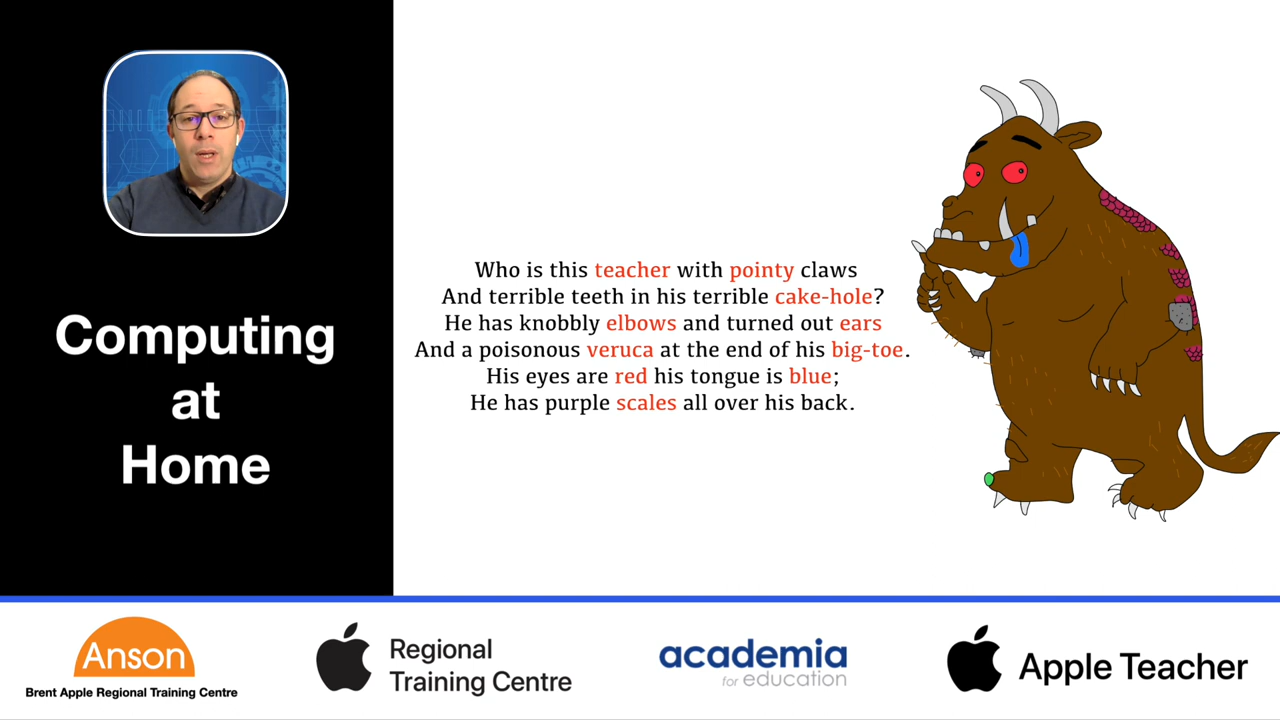 Computing
at
Home
Who is this teacher with pointy claws
And terrible teeth in his terrible cake-hole?
He has knobbly elbows and turned out ears
And a poisonous veruca at the end of his big-toe.
His eyes are red his tongue is blue;
He has purple scales all over his back.
Anson
Brent Apple Regional Training Centre
Regional
Training Centre
academia
for education
Apple Teacher